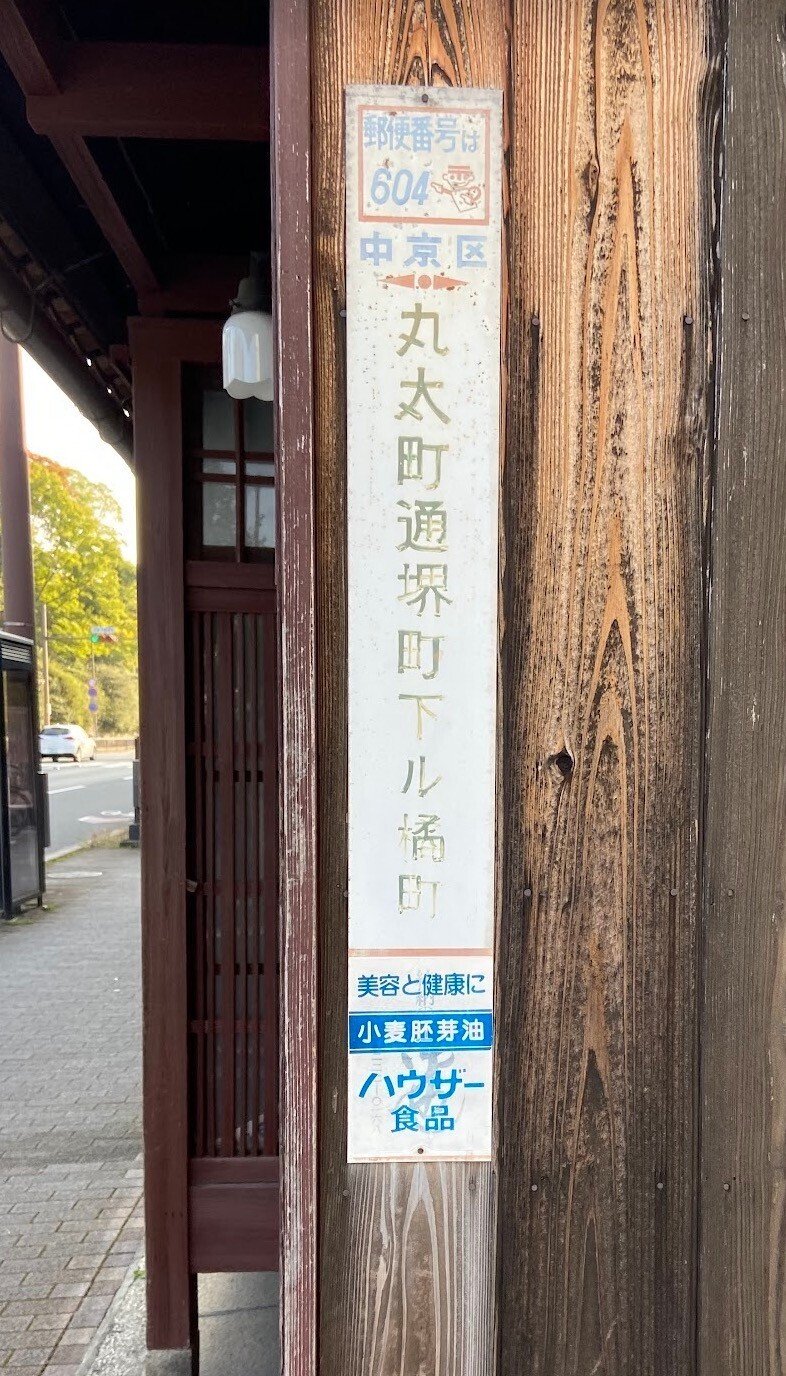 郵便番号は
604
中京区
丸太町通堺町下ル橘町
美容と健康に
小麦胚芽油
ハウザー
食品